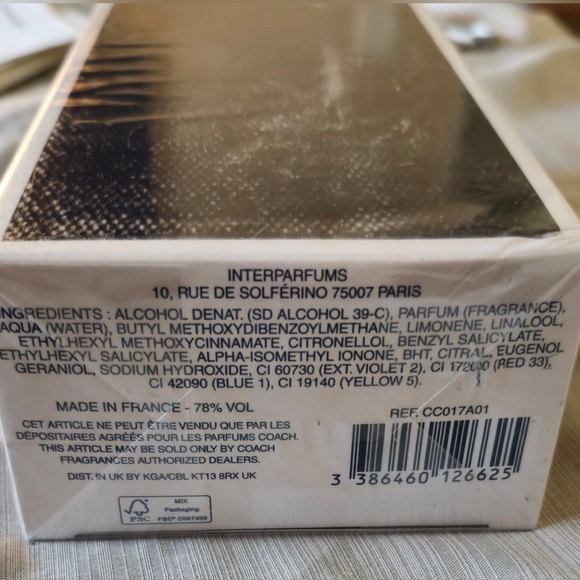 INTERPARFUMS
10, RUE DE SOLFÉRINO 75007 PARIS
INGREDIENTS : ALCOHOL DENAT. (SD ALCOHOL 39-C), PARFUM (FRAGRANCE),
AQUA (WATER), BUTYL METHOXYDIBENZOYLMETHANE, LIMONENE, LINALOOL,
ETHYLHEXYL METHOXYCINNAMATE, CITRONELLOL, BENZYL SALICYLATE,
ETHYLHEXYL SALICYLATE, ALPHA-ISOMETHYL IONONE, BHT, CITRAL, EUGENOL
GERANIOL, SODIUM HYDROXIDE, CI 60730 (EXT. VIOLET 2), CI 17200 (RED 33),
CI 42090 (BLUE 1), CI 19140 (YELLOW 5).
MADE IN FRANCE - 78% VOL
REF. CC017A01
CET ARTICLE NE PEUT ÊTRE VENDU QUE PAR LES
DÉPOSITAIRES AGRÉÉS POUR LES PARFUMS COACH.
THIS ARTICLE MAY BE SOLD ONLY BY COACH
FRAGRANCES AUTHORIZED DEALERS.
DIST. IN UK BY KGA/CBL KT13 8RX UK
3 386460 126625
FSC
MIX
Packaging
FSC® C007408